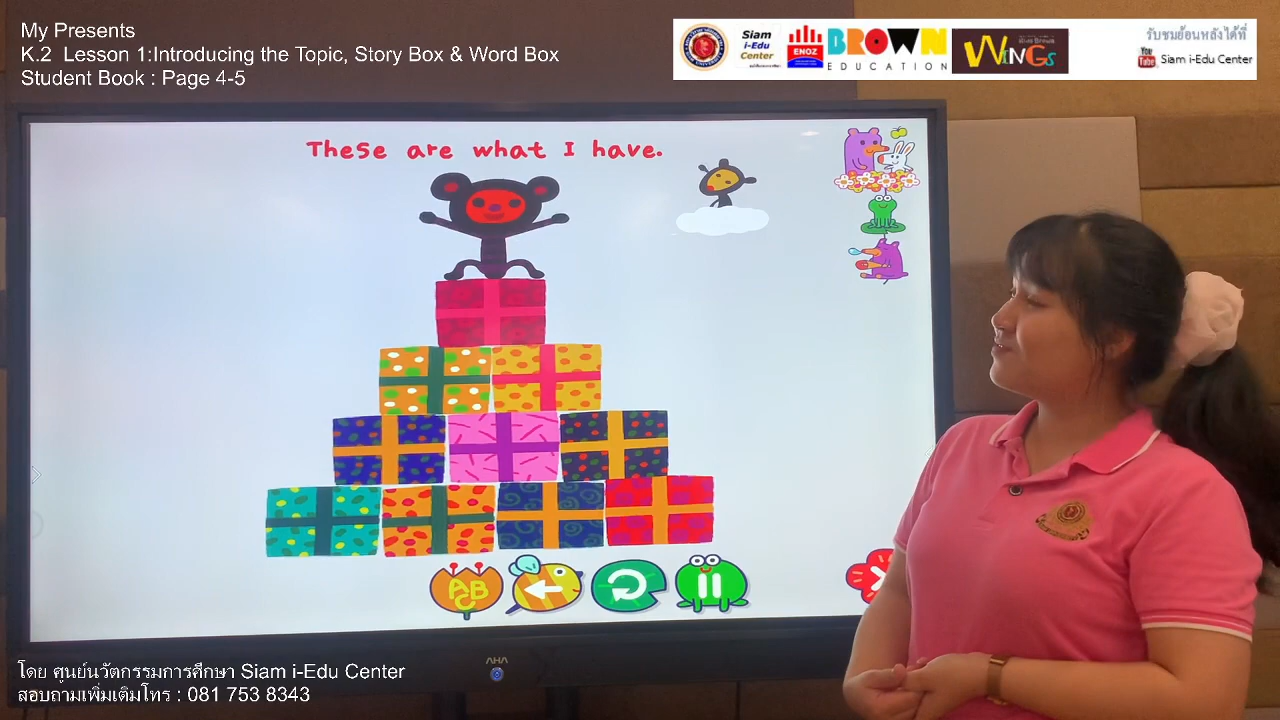 My Presents
K.2 Lesson 1:Introducing the Topic, Story Box & Word Box
Student Book : Page 4-5
Siam
i-Edu
Center
ENOZ
BROWN
EDUCATION
WiNGs
รับชมย้อนหลังได้ที่
You
Tube
Siam i-Edu Center
These are what I have.
ABC
AHA
โดย ศูนย์นวัตกรรมการศึกษา Siam i-Edu Center
สอบถามเพิ่มเติมโทร : 081 753 8343